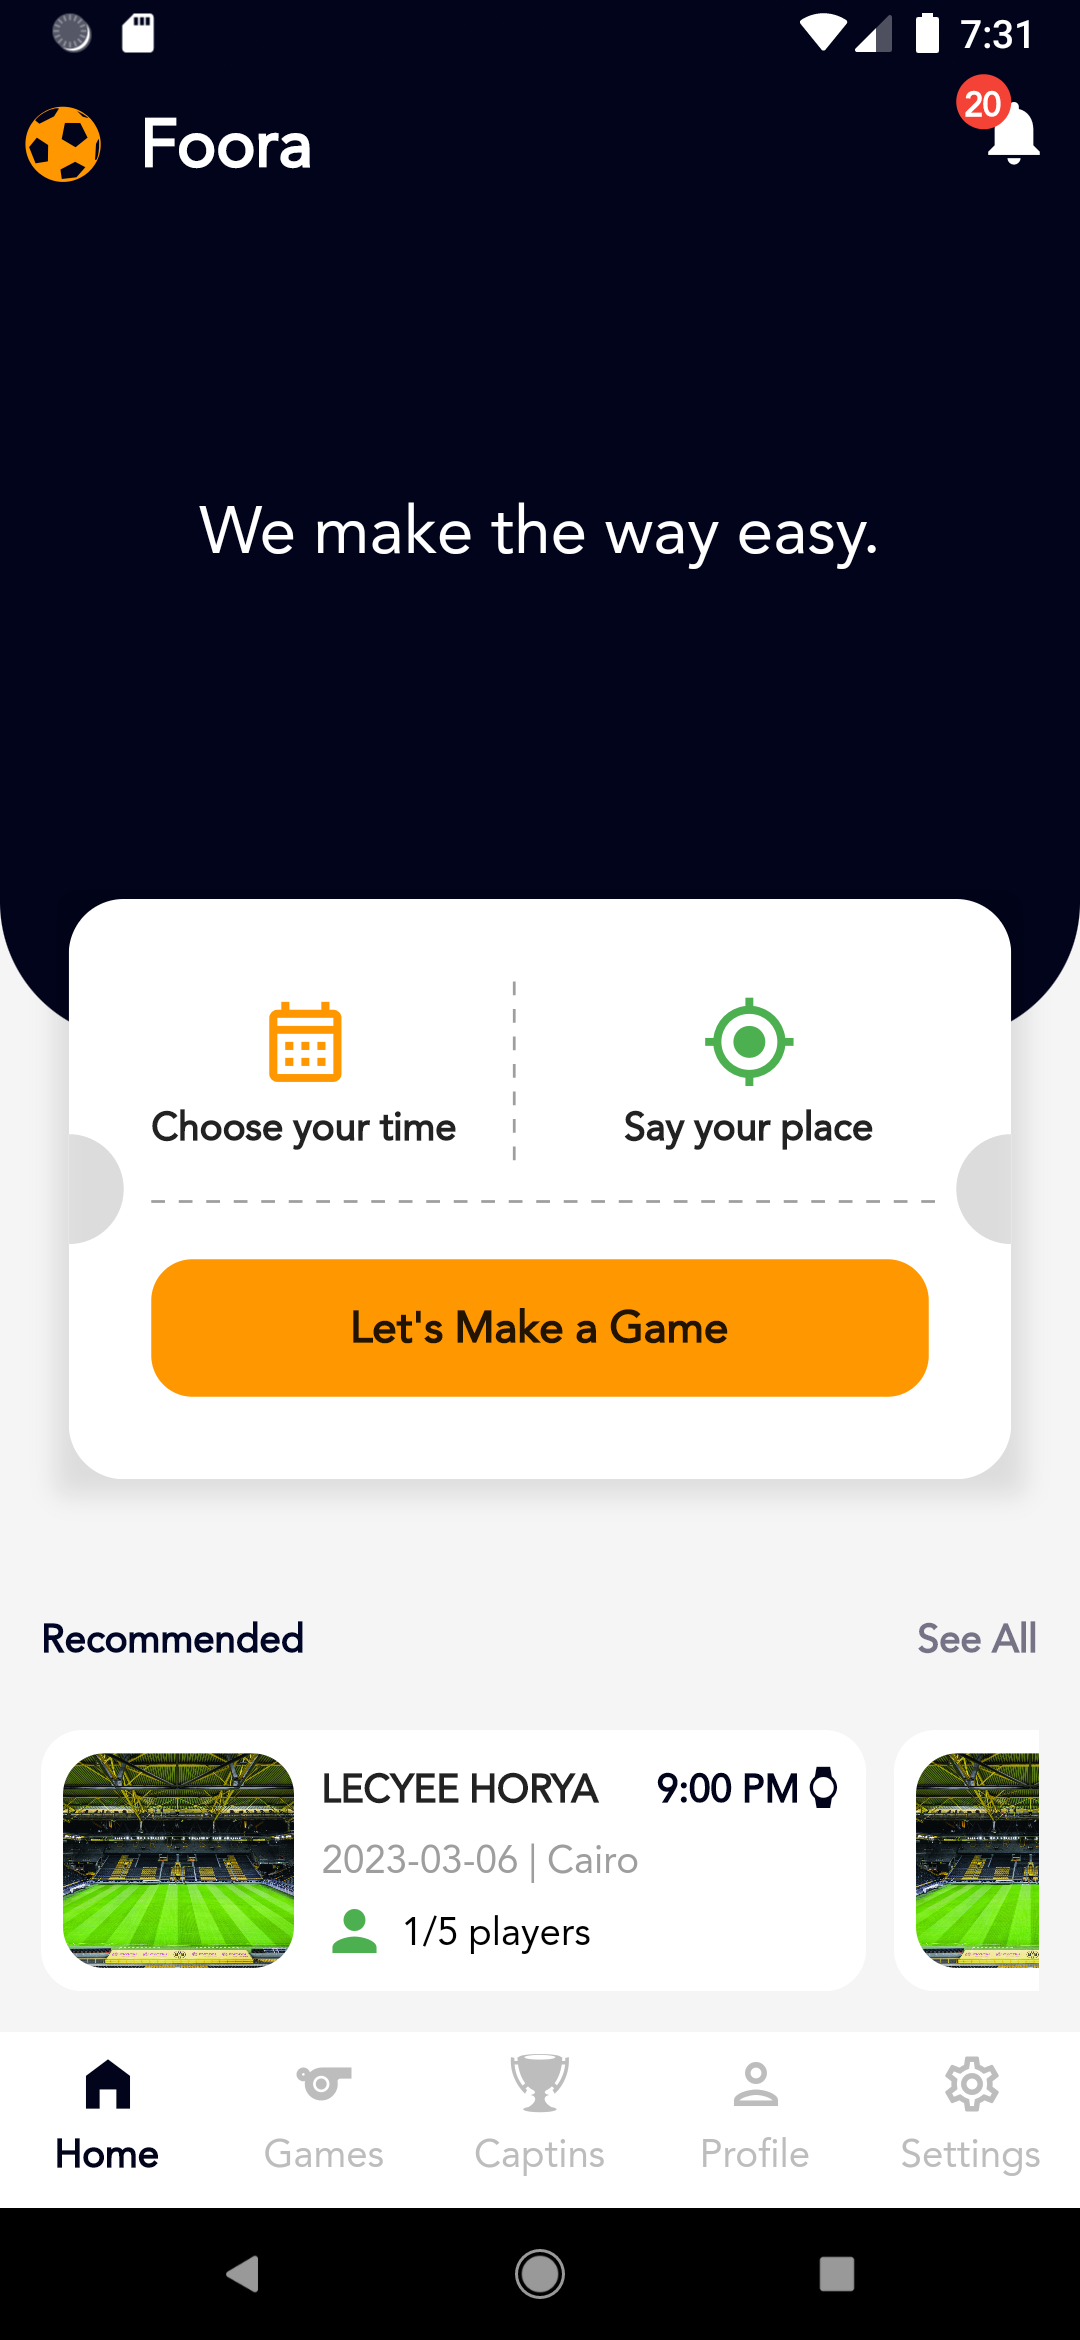 7:31
20
Foora
We make the way easy.
Choose your time
Say your place
Let's Make a Game
Recommended
See All
LECYEE HORYA
9:00 PM
2023-03-06 | Cairo
1/5 players
Home
Games
Captins
Profile
Settings